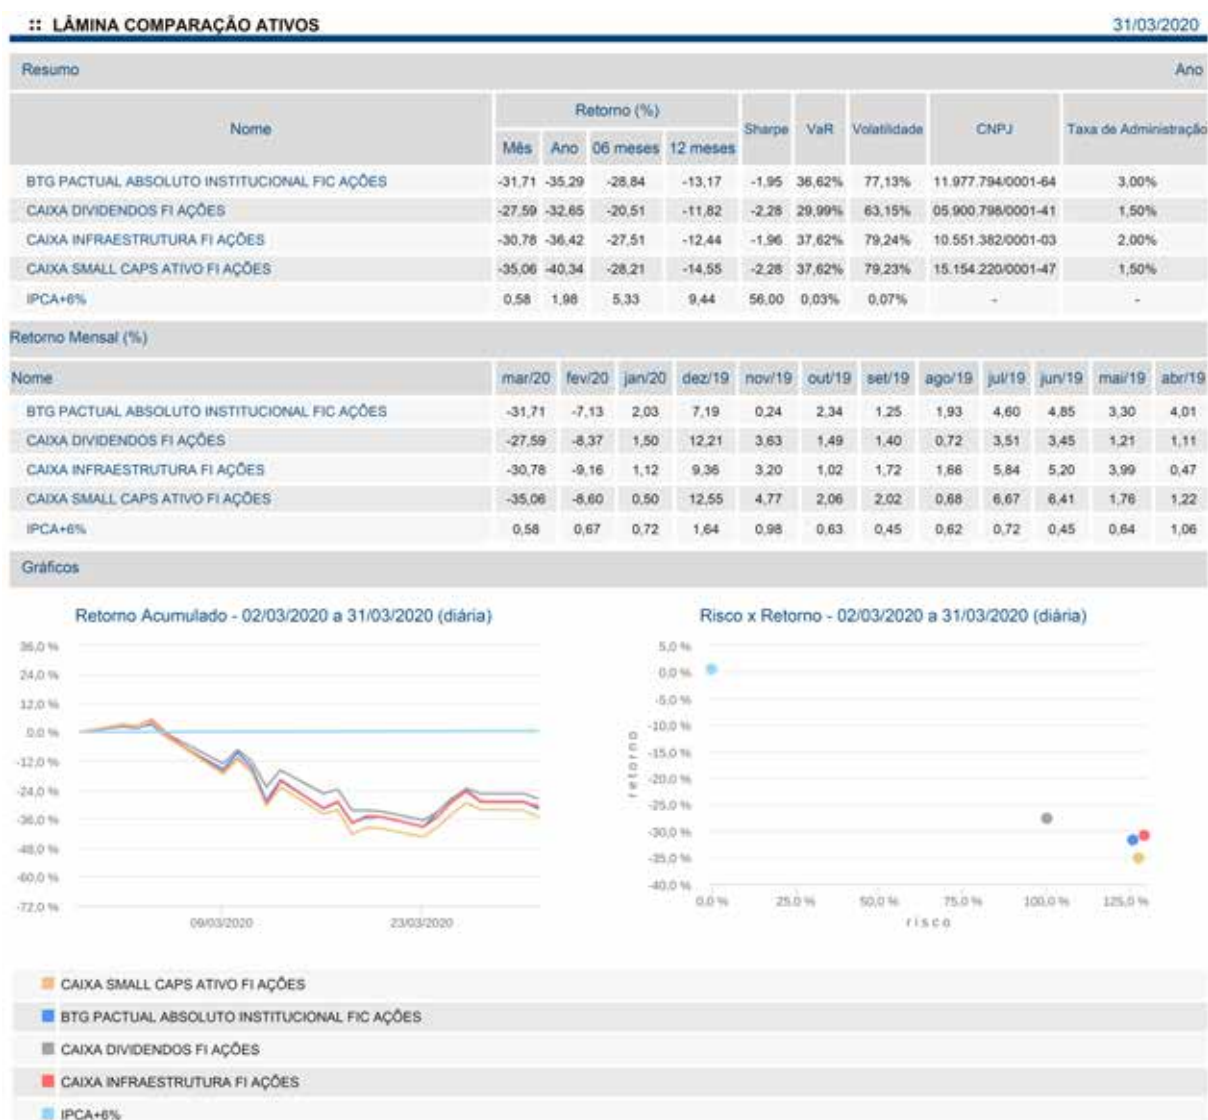 :: LÂMINA COMPARAÇÃO ATIVOS 31/03/2020
Resumo Ano
Nome Retorno (%) Sharpe VaR Volatilidade CNPJ Taxa de Administração
Mês Ano 06 meses 12 meses
BTG PACTUAL ABSOLUTO INSTITUCIONAL FIC AÇÕES -31,71 -35,29 -28,84 -13,17 -1,95 36,62% 77,13% 11.977.794/0001-64 3,00%
CAIXA DIVIDENDOS FI AÇÕES -27,59 -32,65 -20,51 -11,82 -2,28 29,99% 63,15% 05.900.798/0001-41 1,50%
CAIXA INFRAESTRUTURA FI AÇÕES -30,78 -36,42 -27,51 -12,44 -1,96 37,62% 79,24% 10.551.382/0001-03 2,00%
CAIXA SMALL CAPS ATIVO FI AÇÕES -35,06 -40,34 -28,21 -14,55 -2,28 37,62% 79,23% 15.154.220/0001-47 1,50%
IPCA+6% 0,58 1,98 5,33 9,44 56,00 0,03% 0,07% - -
Retorno Mensal (%)
Nome mar/20 fev/20 jan/20 dez/19 nov/19 out/19 set/19 ago/19 jul/19 jun/19 mai/19 abr/19
BTG PACTUAL ABSOLUTO INSTITUCIONAL FIC AÇÕES -31,71 -7,13 2,03 7,19 0,24 2,34 1,25 1,93 4,60 4,85 3,30 4,01
CAIXA DIVIDENDOS FI AÇÕES -27,59 -8,37 1,50 12,21 3,63 1,49 1,40 0,72 3,51 3,45 1,21 1,11
CAIXA INFRAESTRUTURA FI AÇÕES -30,78 -9,16 1,12 9,36 3,20 1,02 1,72 1,66 5,84 5,20 3,99 0,47
CAIXA SMALL CAPS ATIVO FI AÇÕES -35,06 -8,60 0,50 12,55 4,77 2,06 2,02 0,68 6,67 6,41 1,76 1,22
IPCA+6% 0,58 0,67 0,72 1,64 0,98 0,63 0,45 0,62 0,72 0,45 0,64 1,06
Gráficos
Retorno Acumulado - 02/03/2020 a 31/03/2020 (diária)
36,0 %
24,0 %
12,0 %
0,0 %
-12,0 %
-24,0 %
-36,0 %
-48,0 %
-60,0 %
-72,0 %
09/03/2020 23/03/2020
Risco x Retorno - 02/03/2020 a 31/03/2020 (diária)
retorno
5,0 %
0,0 %
-5,0 %
-10,0 %
-15,0 %
-20,0 %
-25,0 %
-30,0 %
-35,0 %
-40,0 %
0,0 % 25,0 % 50,0 % 75,0 % 100,0 % 125,0 %
risco
CAIXA SMALL CAPS ATIVO FI AÇÕES
BTG PACTUAL ABSOLUTO INSTITUCIONAL FIC AÇÕES
CAIXA DIVIDENDOS FI AÇÕES
CAIXA INFRAESTRUTURA FI AÇÕES
IPCA+6%